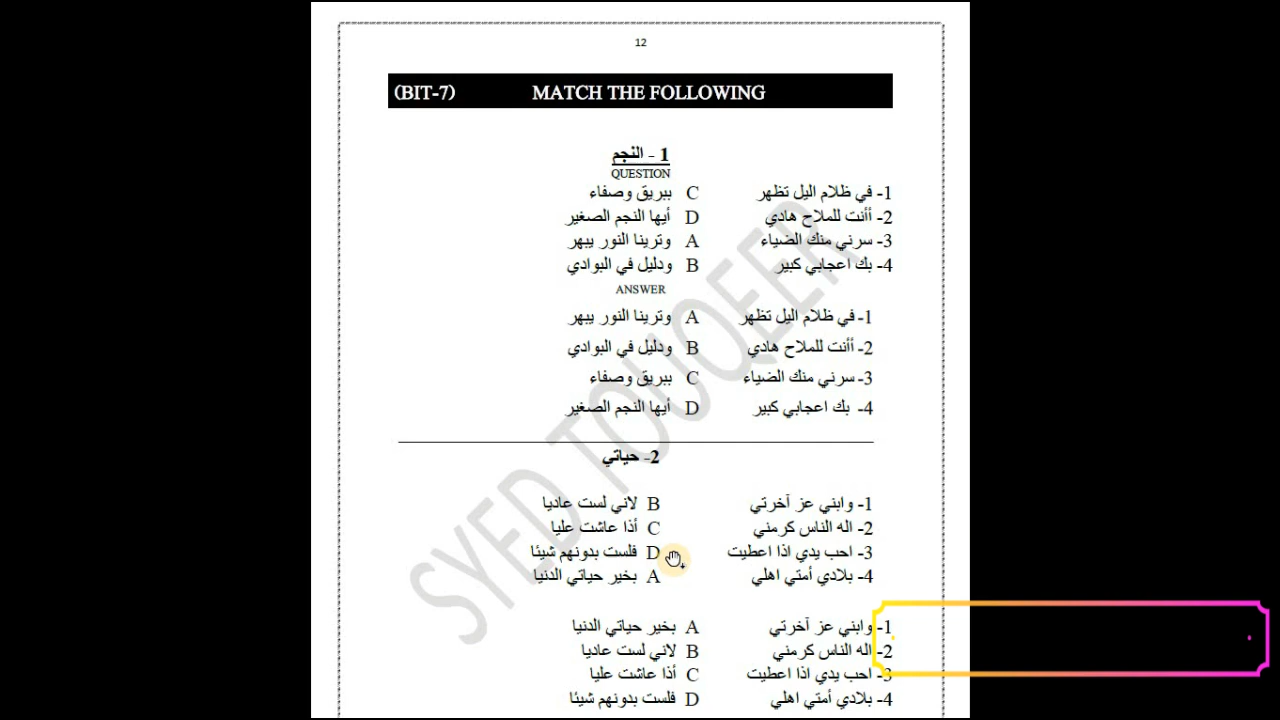 12
(BIT-7) MATCH THE FOLLOWING
1 - النجم
QUESTION
1- في ظلام اليل تظهر C ببريق وصفاء
2- أأنت للملاح هادي D أيها النجم الصغير
3- سرني منك الضياء A وترينا النور يبهر
4- بك اعجابي كبير B ودليل في البوادي
ANSWER
1- في ظلام اليل تظهر A وترينا النور يبهر
2- أأنت للملاح هادي B ودليل في البوادي
3- سرني منك الضياء C ببريق وصفاء
4- بك اعجابي كبير D أيها النجم الصغير
2- حياتي
1- وابني عز آخرتي B لاني لست عاديا
2- اله الناس كرمني C أذا عاشت عليا
3- احب يدي اذا اعطيت D فلست بدونهم شيئا
4- بلادي أمتي اهلي A بخير حياتي الدنيا
1- وابني عز آخرتي A بخير حياتي الدنيا
2- اله الناس كرمني B لاني لست عاديا
3- احب يدي اذا اعطيت C أذا عاشت عليا
4- بلادي أمتي اهلي D فلست بدونهم شيئا
SYED TOUQEER